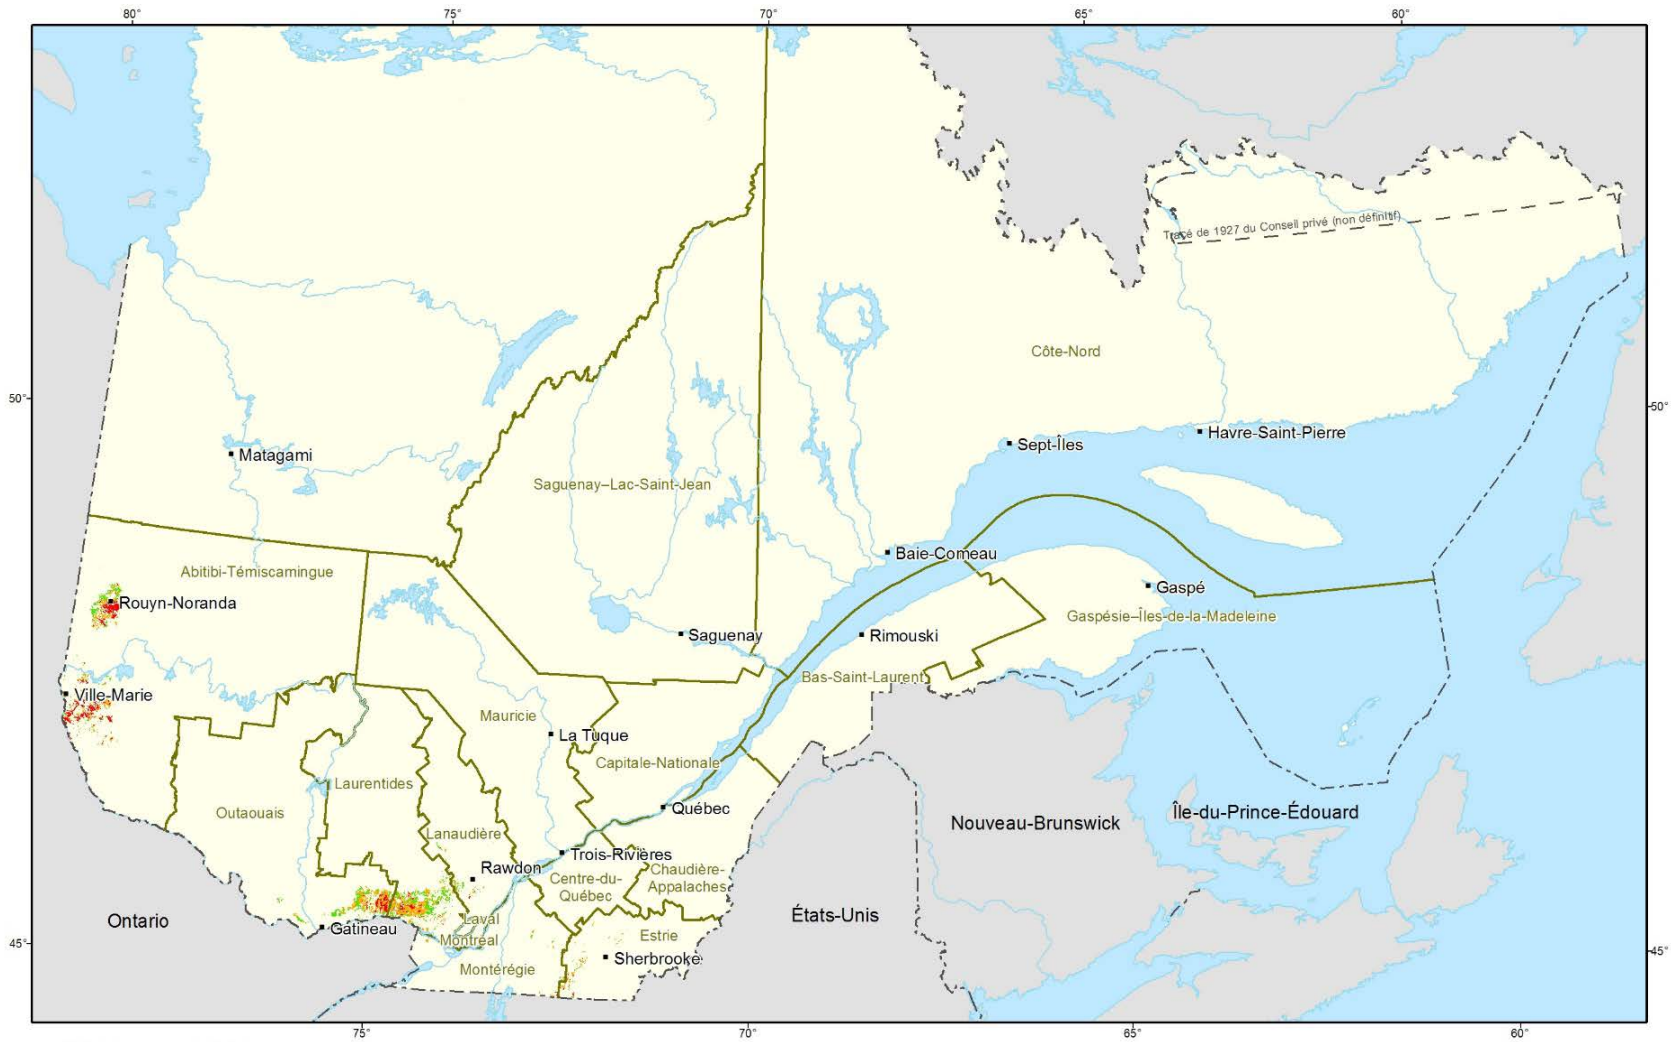 80°
75°
70°
65°
60°
Tracé de 1927 du Conseil privé (non définitif)
Côte-Nord
50°
50°
Havre-Saint-Pierre
Sept-Îles
Matagami
Saguenay–Lac-Saint-Jean
Baie-Comeau
Abitibi-Témiscamingue
Gaspé
Rouyn-Noranda
Gaspésie–Îles-de-la-Madeleine
Saguenay
Rimouski
Bas-Saint-Laurent
Ville-Marie
Mauricie
La Tuque
Capitale-Nationale
Laurentides
Québec
Outaouais
Île-du-Prince-Édouard
Nouveau-Brunswick
Lanaudière
Trois-Rivières
Rawdon
Chaudière-
Appalaches
Centre-du-
Québec
États-Unis
Ontario
Laval
Gatineau
Estrie
Montréal
45°
45°
Sherbrooke
Montérégie
75°
70°
65°
60°